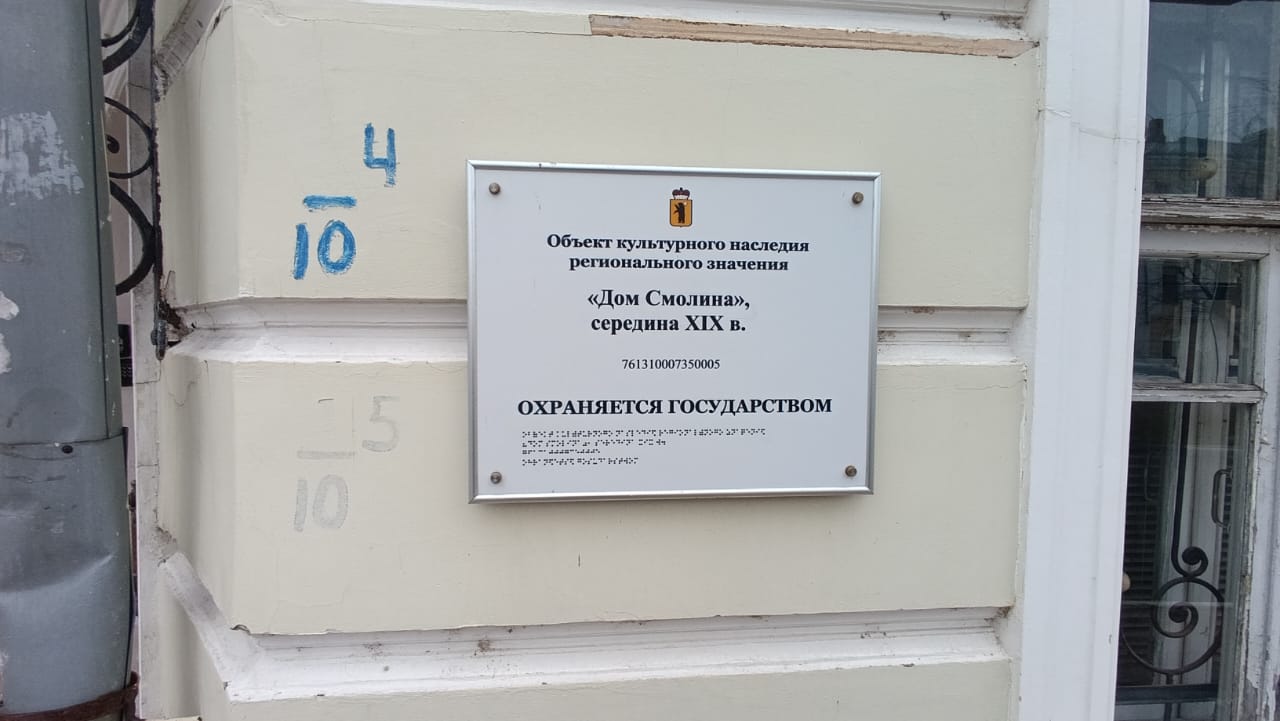 4
10
5
10
Объект культурного наследия
регионального значения
«Дом Смолина»,
середина XIX в.
761310007350005
ОХРАНЯЕТСЯ ГОСУДАРСТВОМ